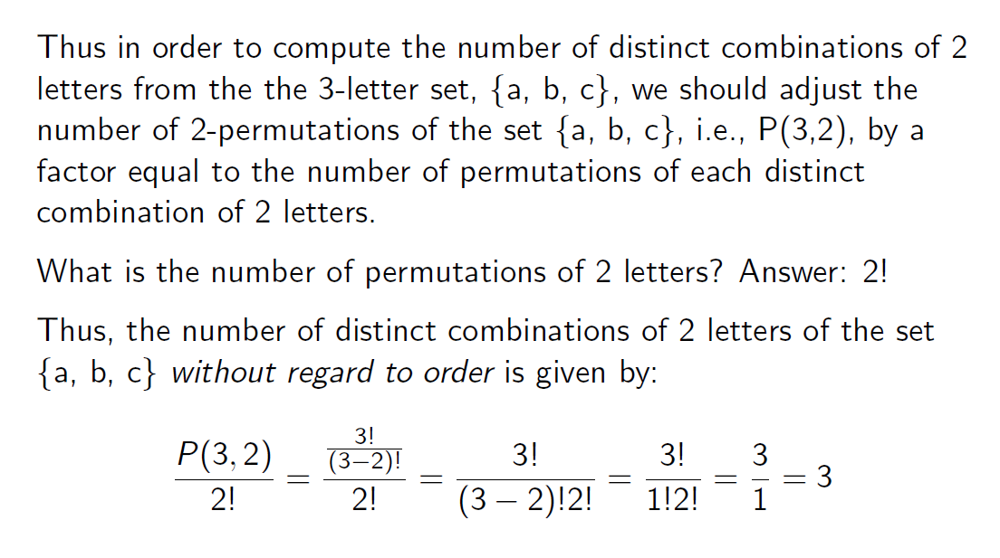 Thus in order to compute the number of distinct combinations of 2
letters from the the 3-letter set, {a, b, c}, we should adjust the
number of 2-permutations of the set {a, b, c}, i.e., P(3,2), by a
factor equal to the number of permutations of each distinct
combination of 2 letters.
What is the number of permutations of 2 letters? Answer: 2!
Thus, the number of distinct combinations of 2 letters of the set
{a, b, c} without regard to order is given by:
\frac{P(3,2)}{2!} = \frac{\frac{3!}{(3-2)!}}{2!} = \frac{3!}{(3-2)!2!} = \frac{3!}{1!2!} = \frac{3}{1} = 3